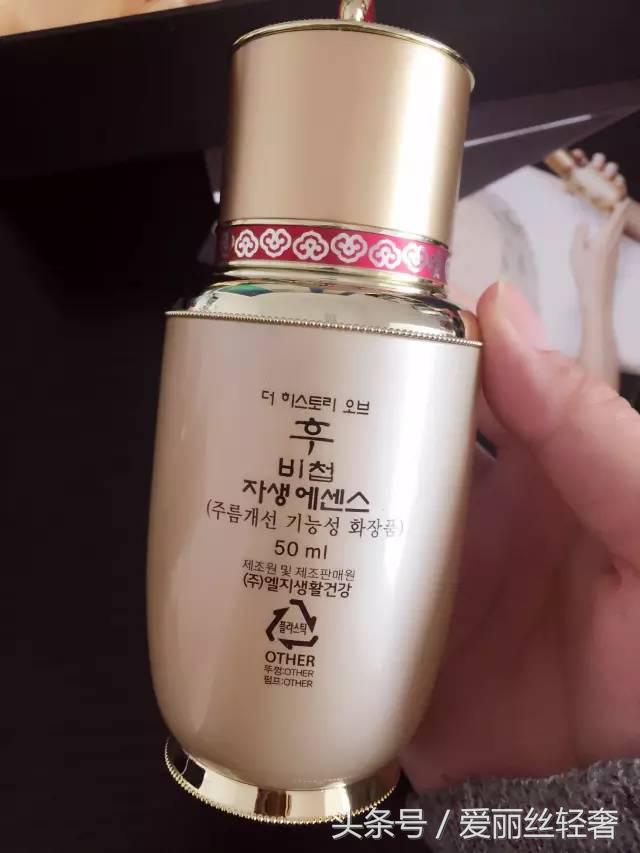 더 히스토리 오브
후
비첩
자생에센스
(주름개선 기능성 화장품)
50 ml
제조원 및 제조판매원
(주)엘지생활건강
플라스틱
OTHER
뚜껑:OTHER
펌프:OTHER
头条号 / 爱丽丝轻奢